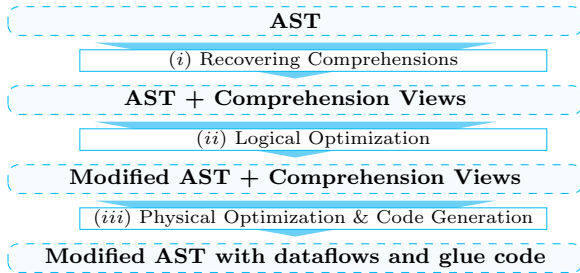 AST
(i) Recovering Comprehensions
AST + Comprehension Views
(ii) Logical Optimization
Modified AST + Comprehension Views
(iii) Physical Optimization & Code Generation
Modified AST with dataflows and glue code